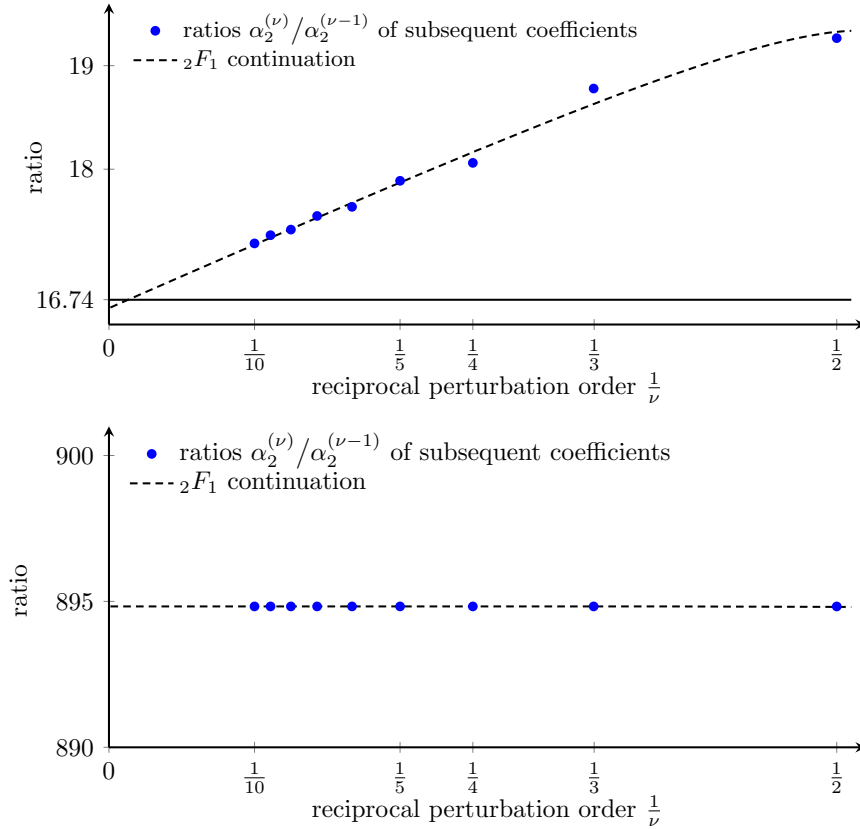 ratios α₂^(ν)/α₂^(ν−1) of subsequent coefficients
₂F₁ continuation
19
18
16.74
ratio
0
1/10
1/5
1/4
1/3
1/2
reciprocal perturbation order 1/ν
900
ratios α₂^(ν)/α₂^(ν−1) of subsequent coefficients
₂F₁ continuation
895
890
ratio
0
1/10
1/5
1/4
1/3
1/2
reciprocal perturbation order 1/ν